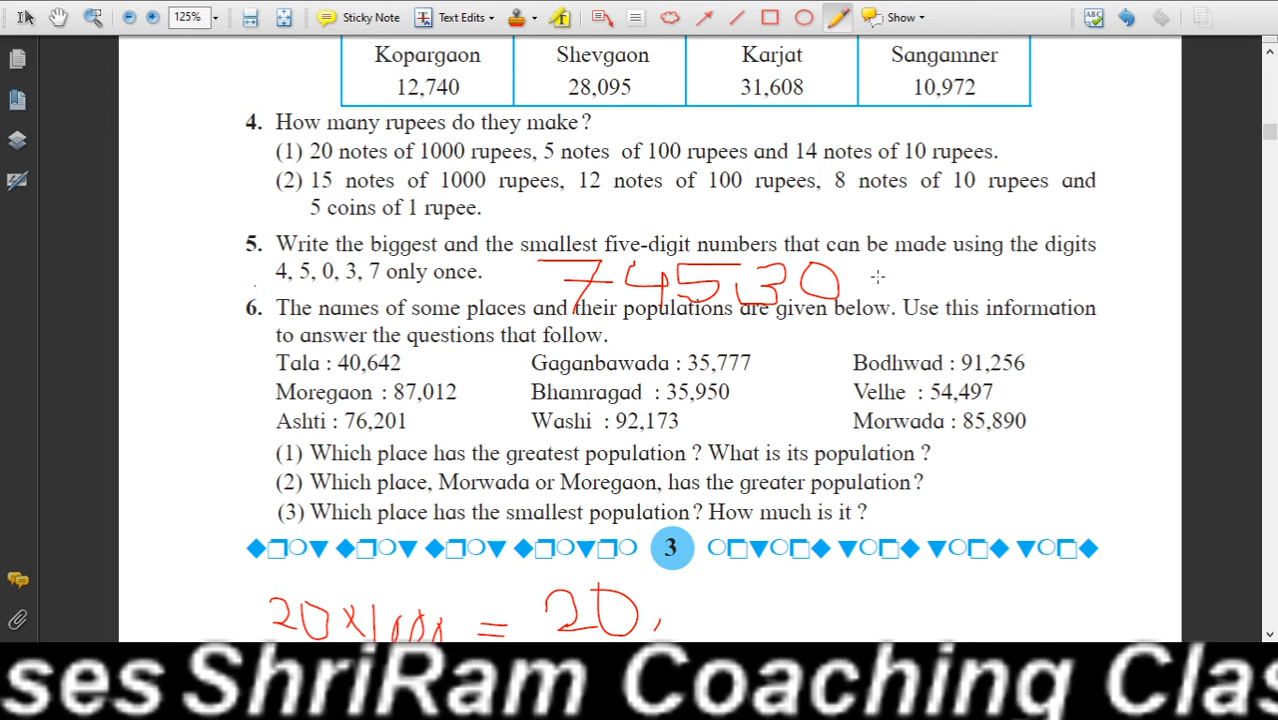 125% Sticky Note Text Edits Show
Kopargaon Shevgaon Karjat Sangamner
12,740 28,095 31,608 10,972
4. How many rupees do they make?
(1) 20 notes of 1000 rupees, 5 notes of 100 rupees and 14 notes of 10 rupees.
(2) 15 notes of 1000 rupees, 12 notes of 100 rupees, 8 notes of 10 rupees and
5 coins of 1 rupee.
5. Write the biggest and the smallest five-digit numbers that can be made using the digits
4, 5, 0, 3, 7 only once. 74530
6. The names of some places and their populations are given below. Use this information
to answer the questions that follow.
Tala : 40,642 Gaganbawada : 35,777 Bodhwad : 91,256
Moregaon : 87,012 Bhamragad : 35,950 Velhe : 54,497
Ashti : 76,201 Washi : 92,173 Morwada : 85,890
(1) Which place has the greatest population ? What is its population ?
(2) Which place, Morwada or Moregaon, has the greater population?
(3) Which place has the smallest population? How much is it ?
3
20 × 1000 = 20,
ses ShriRam Coaching Clas